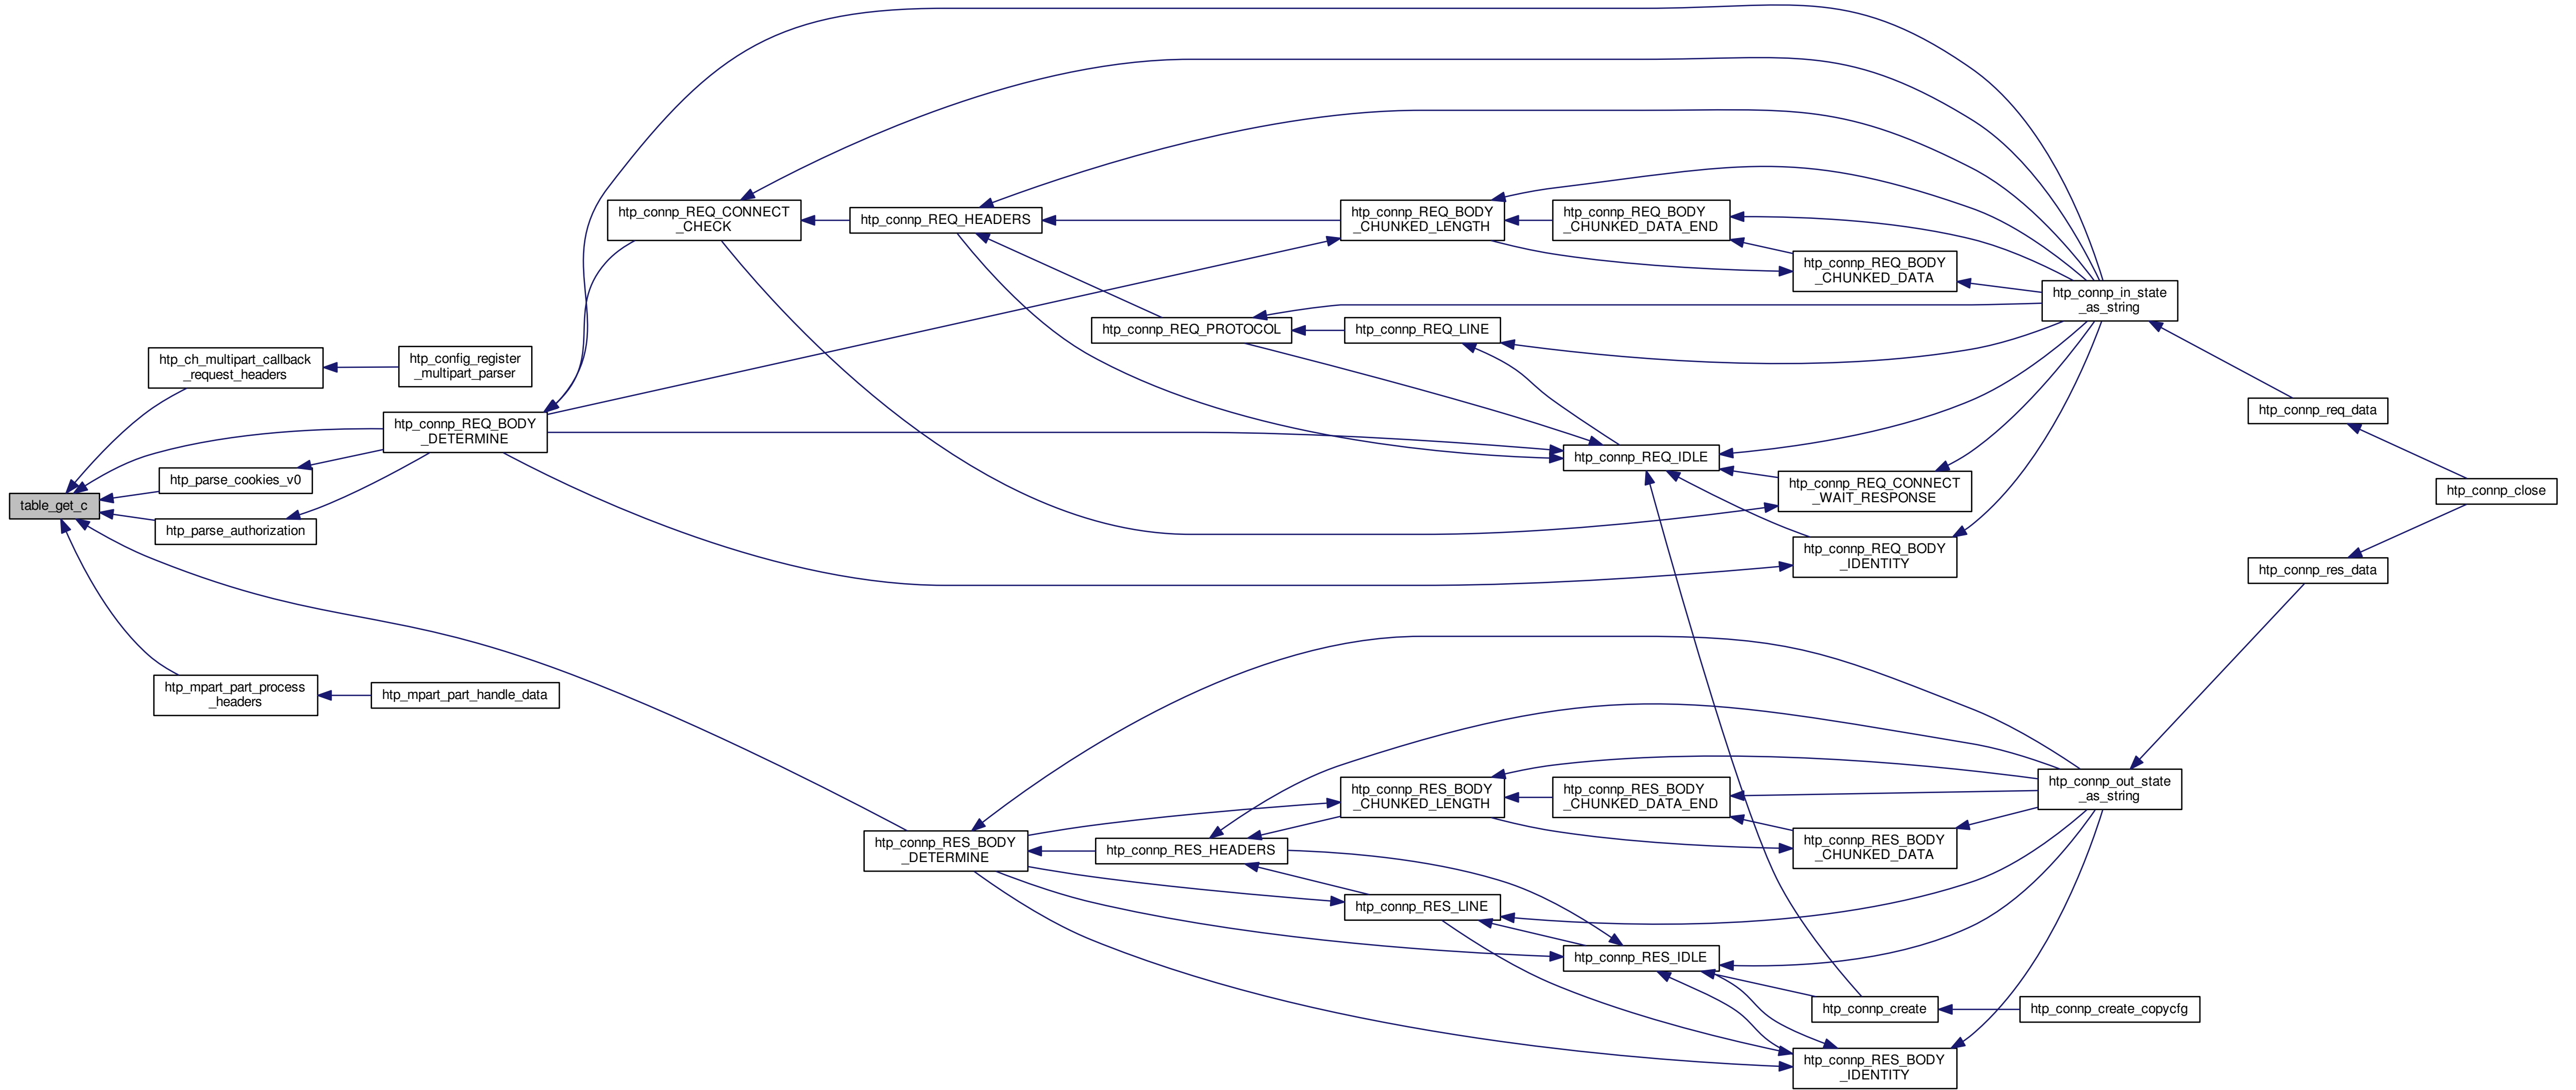 table_get_c
htp_ch_multipart_callback
_request_headers
htp_config_register
_multipart_parser
htp_connp_REQ_BODY
_DETERMINE
htp_parse_cookies_v0
htp_parse_authorization
htp_mpart_part_process
_headers
htp_mpart_part_handle_data
htp_connp_REQ_CONNECT
_CHECK
htp_connp_REQ_HEADERS
htp_connp_REQ_BODY
_CHUNKED_LENGTH
htp_connp_REQ_BODY
_CHUNKED_DATA_END
htp_connp_REQ_BODY
_CHUNKED_DATA
htp_connp_in_state
_as_string
htp_connp_REQ_PROTOCOL
htp_connp_REQ_LINE
htp_connp_REQ_IDLE
htp_connp_REQ_CONNECT
_WAIT_RESPONSE
htp_connp_REQ_BODY
_IDENTITY
htp_connp_req_data
htp_connp_close
htp_connp_res_data
htp_connp_RES_BODY
_DETERMINE
htp_connp_RES_HEADERS
htp_connp_RES_BODY
_CHUNKED_LENGTH
htp_connp_RES_BODY
_CHUNKED_DATA_END
htp_connp_RES_BODY
_CHUNKED_DATA
htp_connp_out_state
_as_string
htp_connp_RES_LINE
htp_connp_RES_IDLE
htp_connp_create
htp_connp_create_copycfg
htp_connp_RES_BODY
_IDENTITY